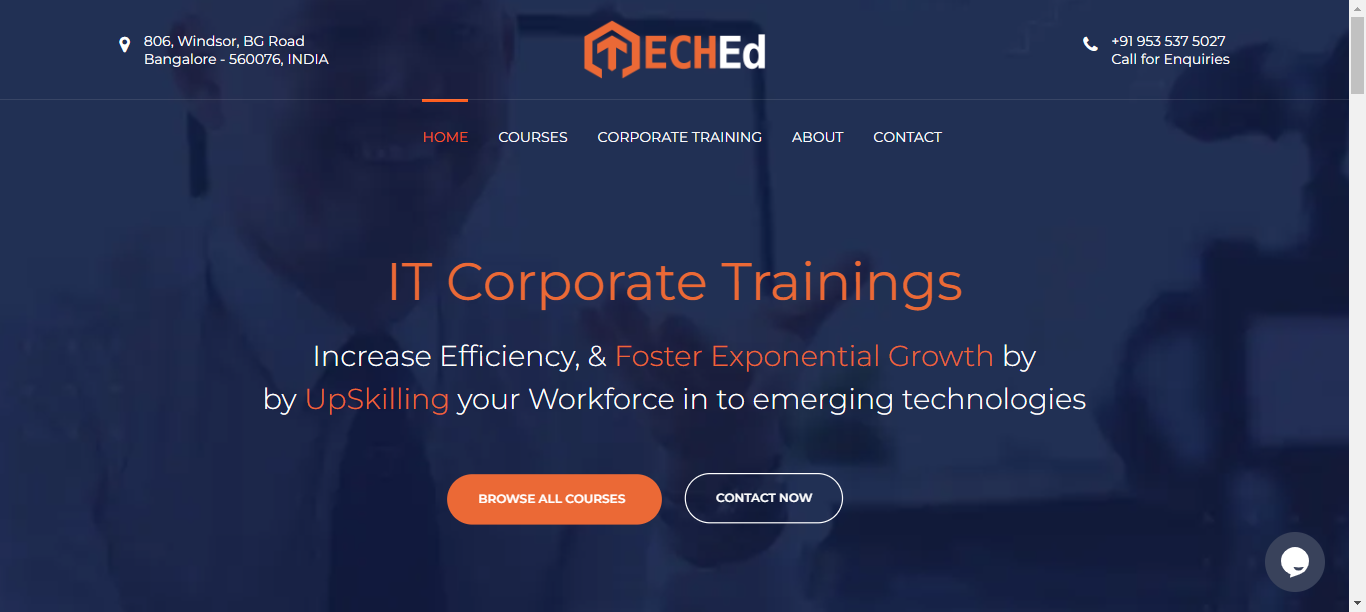 806, Windsor, BG Road
Bangalore - 560076, INDIA
TECHEd
+91 953 537 5027
Call for Enquiries
HOME COURSES CORPORATE TRAINING ABOUT CONTACT
IT Corporate Trainings
Increase Efficiency, & Foster Exponential Growth by
by UpSkilling your Workforce in to emerging technologies
BROWSE ALL COURSES CONTACT NOW